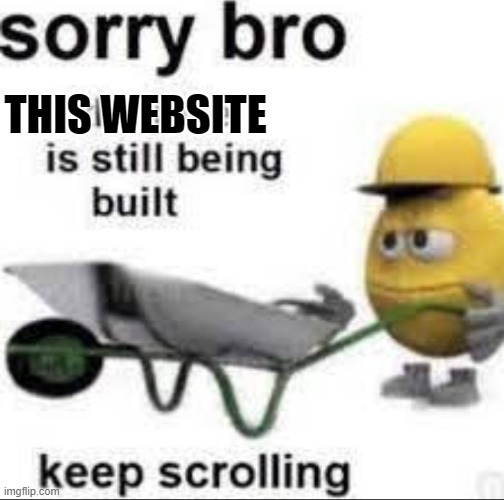 sorry bro
THIS WEBSITE
is still being
built
keep scrolling
imgflip.com